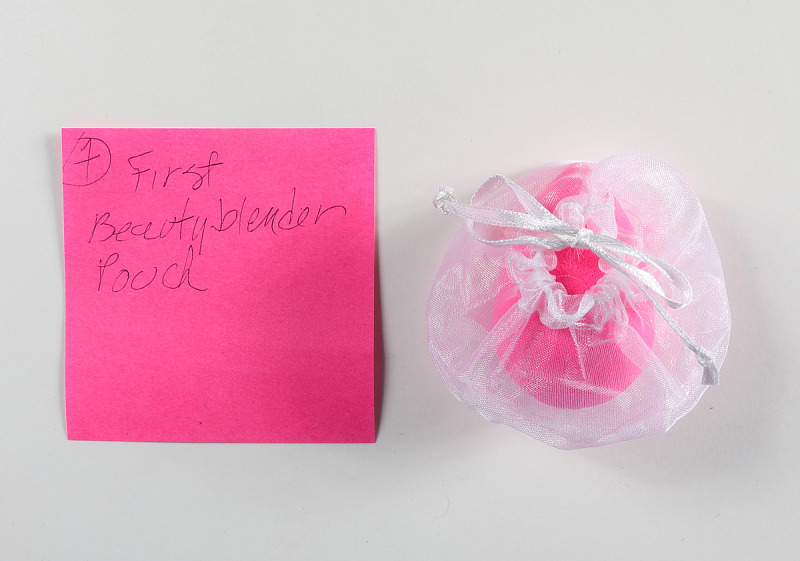 7 First
Beautyblender
Pouch